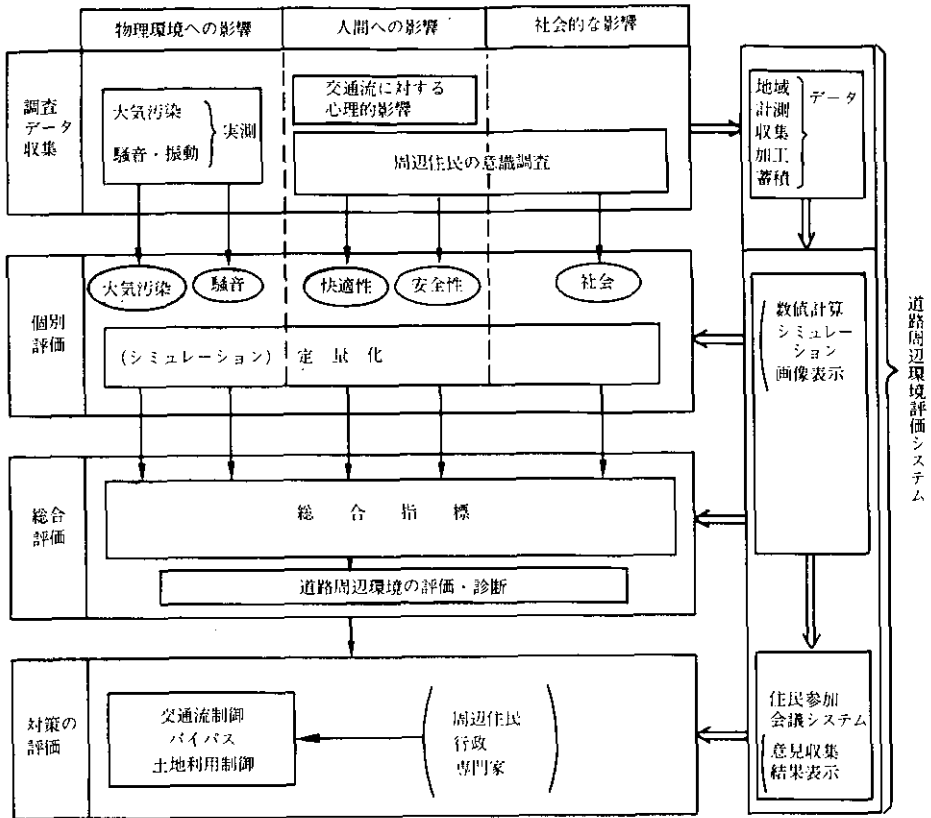 物理環境への影響
人間への影響
社会的な影響
調査
データ
収集
大気汚染
騒音・振動
実測
交通流に対する
心理的影響
周辺住民の意識調査
地域
計測
収集
加工
蓄積
データ
個別
評価
大気汚染
騒音
快適性
安全性
社会
(シミュレーション) 定量化
数値計算
シミュレー
ション
画像表示
総合
評価
総合指標
道路周辺環境の評価・診断
対策の
評価
交通流制御
バイパス
土地利用制御
周辺住民
行政
専門家
住民参加
会議システム
意見収集
結果表示
道路周辺環境評価システム